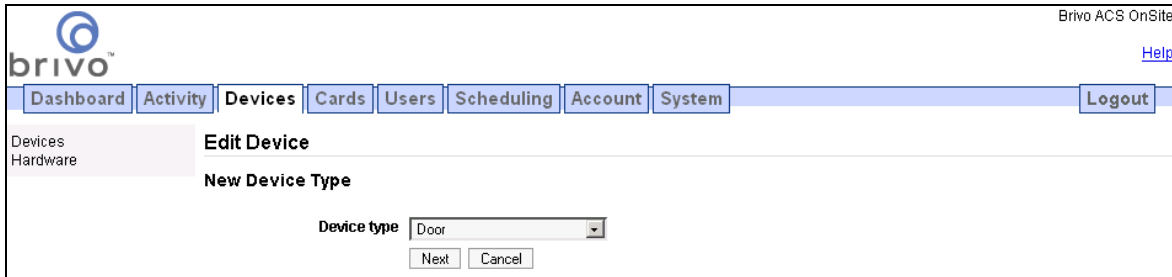 Brivo ACS OnSite
brivo™
Help
Dashboard Activity Devices Cards Users Scheduling Account System Logout
Devices
Hardware
Edit Device
New Device Type
Device type Door
Next Cancel